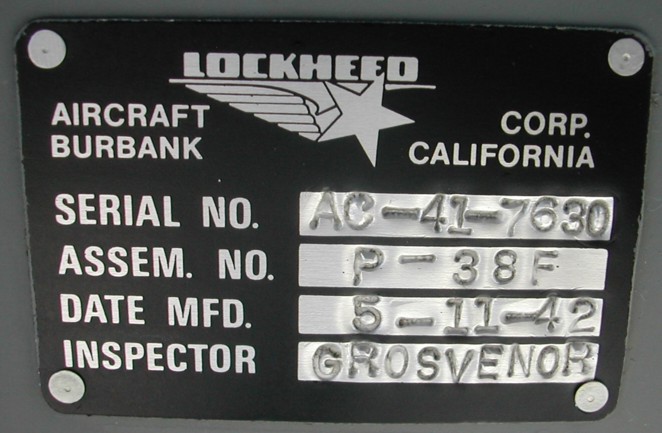 LOCKHEED
AIRCRAFT CORP.
BURBANK CALIFORNIA
SERIAL NO. AC-41-7630
ASSEM. NO. P-38F
DATE MFD. 5-11-42
INSPECTOR GROSVENOR